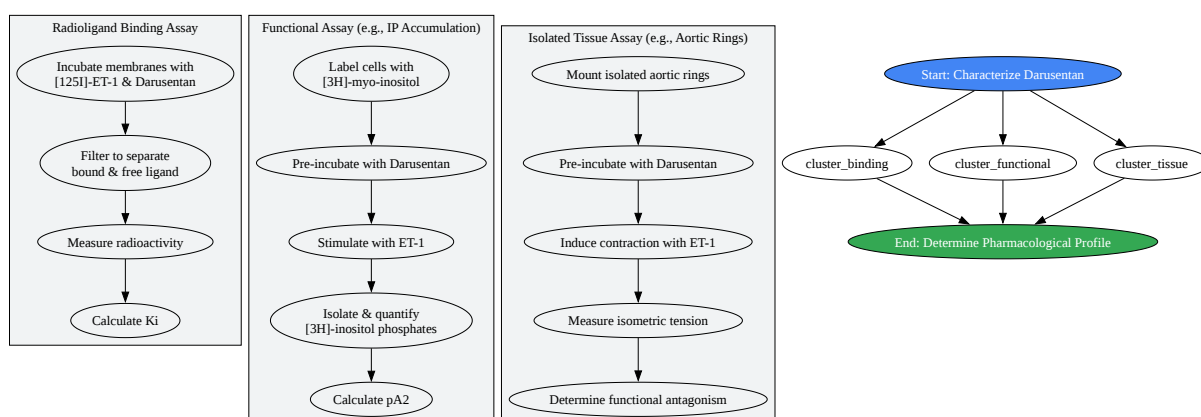 Radioligand Binding Assay
Incubate membranes with
[125I]-ET-1 & Darusentan
Filter to separate
bound & free ligand
Measure radioactivity
Calculate Ki
Functional Assay (e.g., IP Accumulation)
Label cells with
[3H]-myo-inositol
Pre-incubate with Darusentan
Stimulate with ET-1
Isolate & quantify
[3H]-inositol phosphates
Calculate pA2
Isolated Tissue Assay (e.g., Aortic Rings)
Mount isolated aortic rings
Pre-incubate with Darusentan
Induce contraction with ET-1
Measure isometric tension
Determine functional antagonism
Start: Characterize Darusentan
cluster_binding
cluster_functional
cluster_tissue
End: Determine Pharmacological Profile